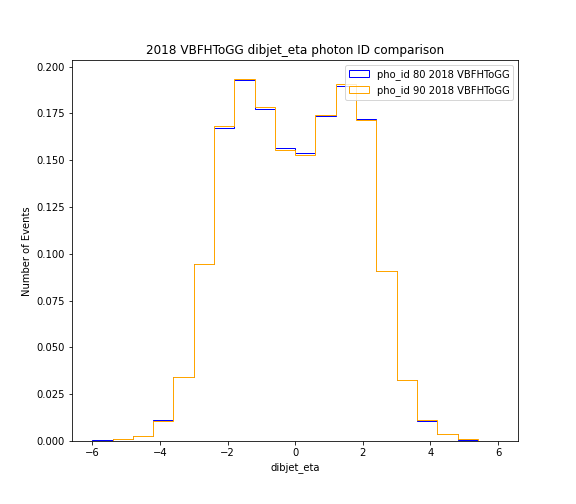 2018 VBFHToGG dibjet_eta photon ID comparison
pho_id 80 2018 VBFHToGG
pho_id 90 2018 VBFHToGG
Number of Events
0.200
0.175
0.150
0.125
0.100
0.075
0.050
0.025
0.000
−6 −4 −2 0 2 4 6
dibjet_eta